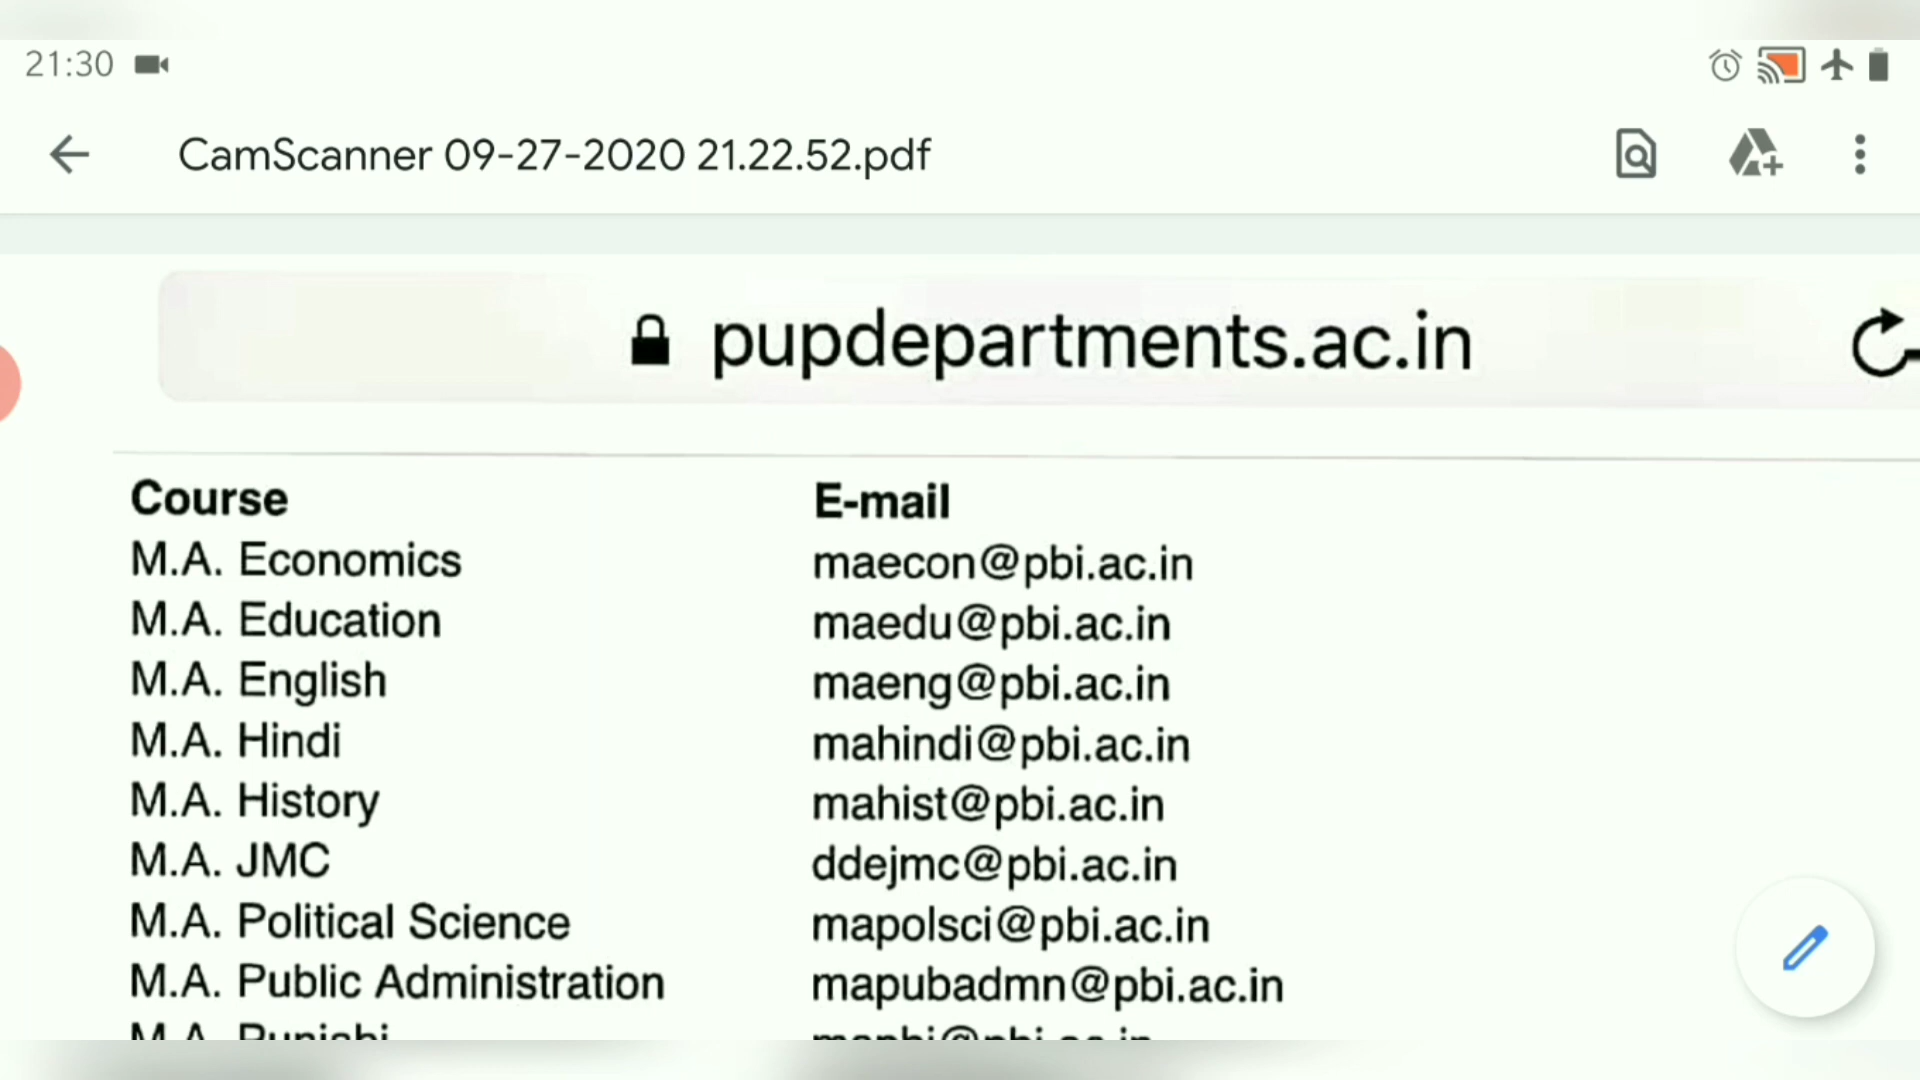 21:30
CamScanner 09-27-2020 21.22.52.pdf
pupdepartments.ac.in
Course E-mail
M.A. Economics maecon@pbi.ac.in
M.A. Education maedu@pbi.ac.in
M.A. English maeng@pbi.ac.in
M.A. Hindi mahindi@pbi.ac.in
M.A. History mahist@pbi.ac.in
M.A. JMC ddejmc@pbi.ac.in
M.A. Political Science mapolsci@pbi.ac.in
M.A. Public Administration mapubadmn@pbi.ac.in
M.A. Punjabi